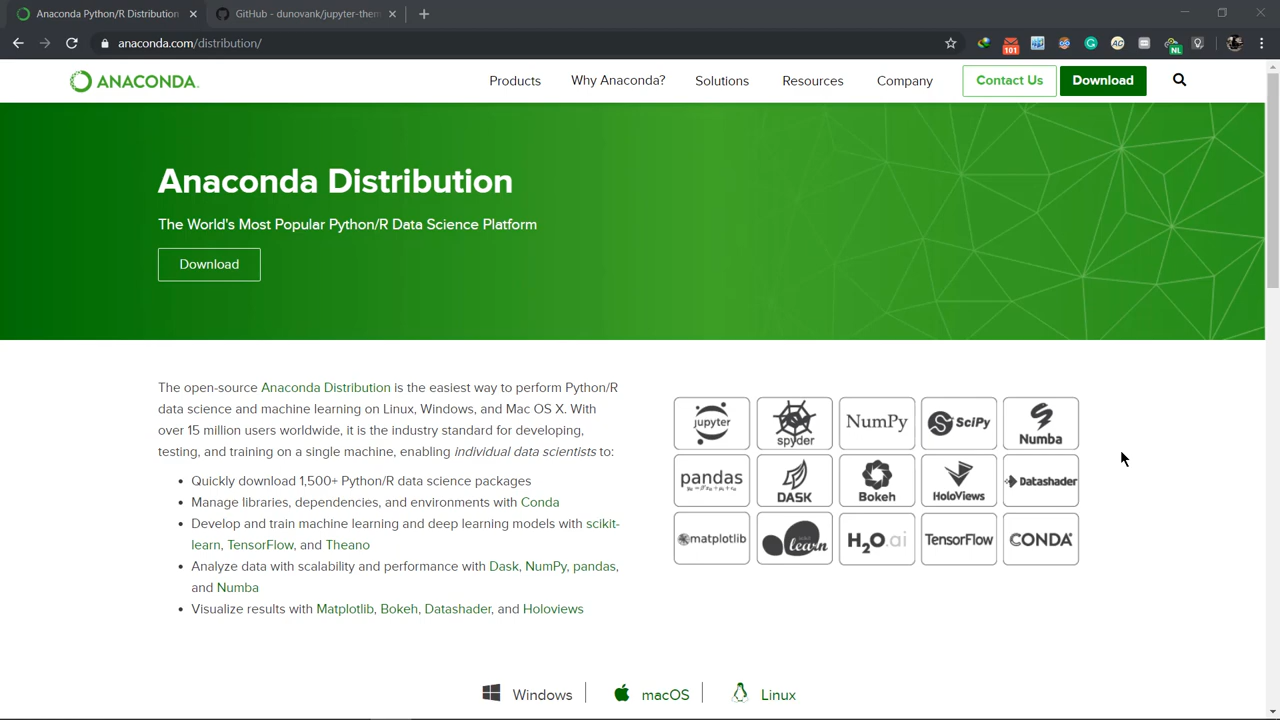 Anaconda Python/R Distribution
GitHub - dunovank/jupyter-them
anaconda.com/distribution/
101
AC
NL
ANACONDA.
Products
Why Anaconda?
Solutions
Resources
Company
Contact Us
Download
Anaconda Distribution
The World's Most Popular Python/R Data Science Platform
Download
The open-source Anaconda Distribution is the easiest way to perform Python/R
data science and machine learning on Linux, Windows, and Mac OS X. With
over 15 million users worldwide, it is the industry standard for developing,
testing, and training on a single machine, enabling individual data scientists to:
• Quickly download 1,500+ Python/R data science packages
• Manage libraries, dependencies, and environments with Conda
• Develop and train machine learning and deep learning models with scikit-
learn, TensorFlow, and Theano
• Analyze data with scalability and performance with Dask, NumPy, pandas,
and Numba
• Visualize results with Matplotlib, Bokeh, Datashader, and Holoviews
jupyter
spyder
NumPy
SciPy
Numba
pandas
DASK
Bokeh
HoloViews
Datashader
matplotlib
learn
H2O.ai
TensorFlow
CONDA
Windows
macOS
Linux